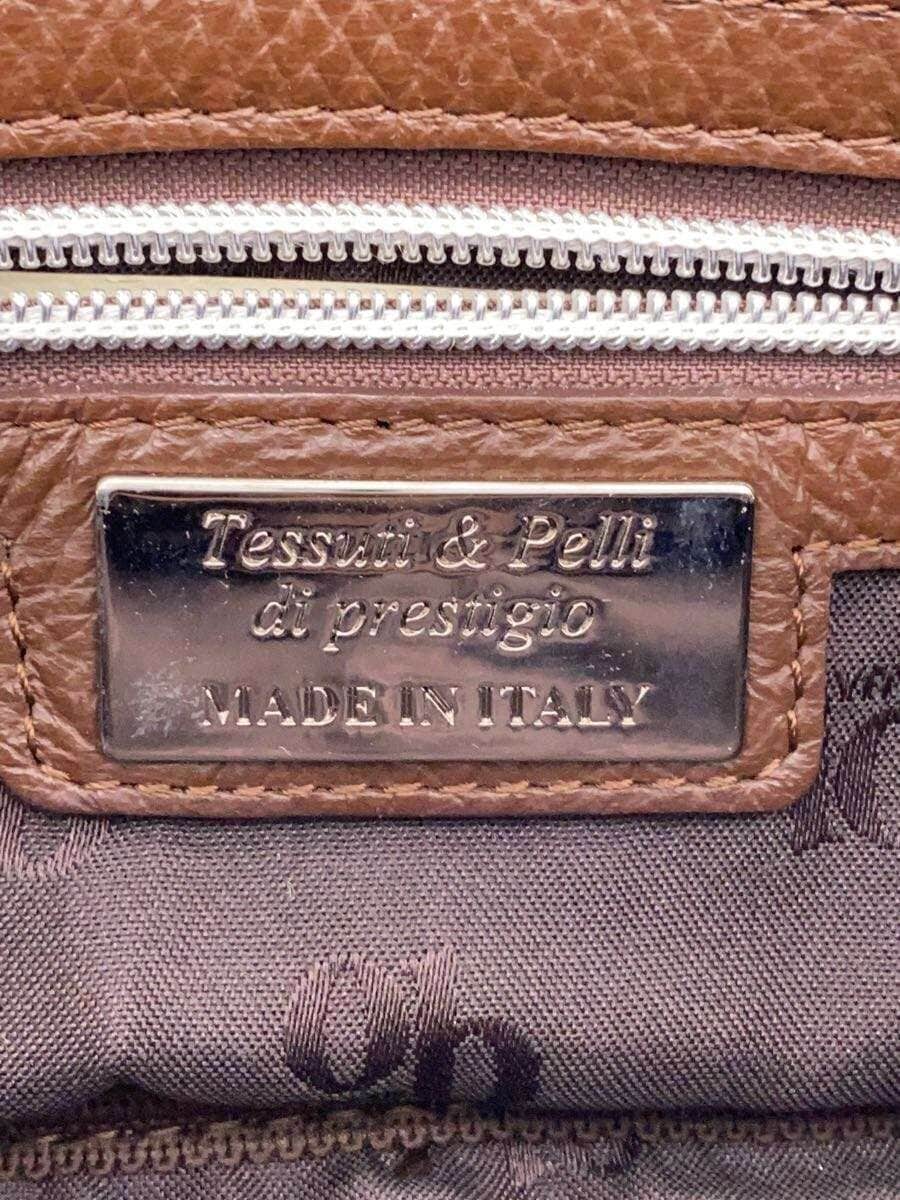 Tessuti & Pelli
di prestigio
MADE IN ITALY